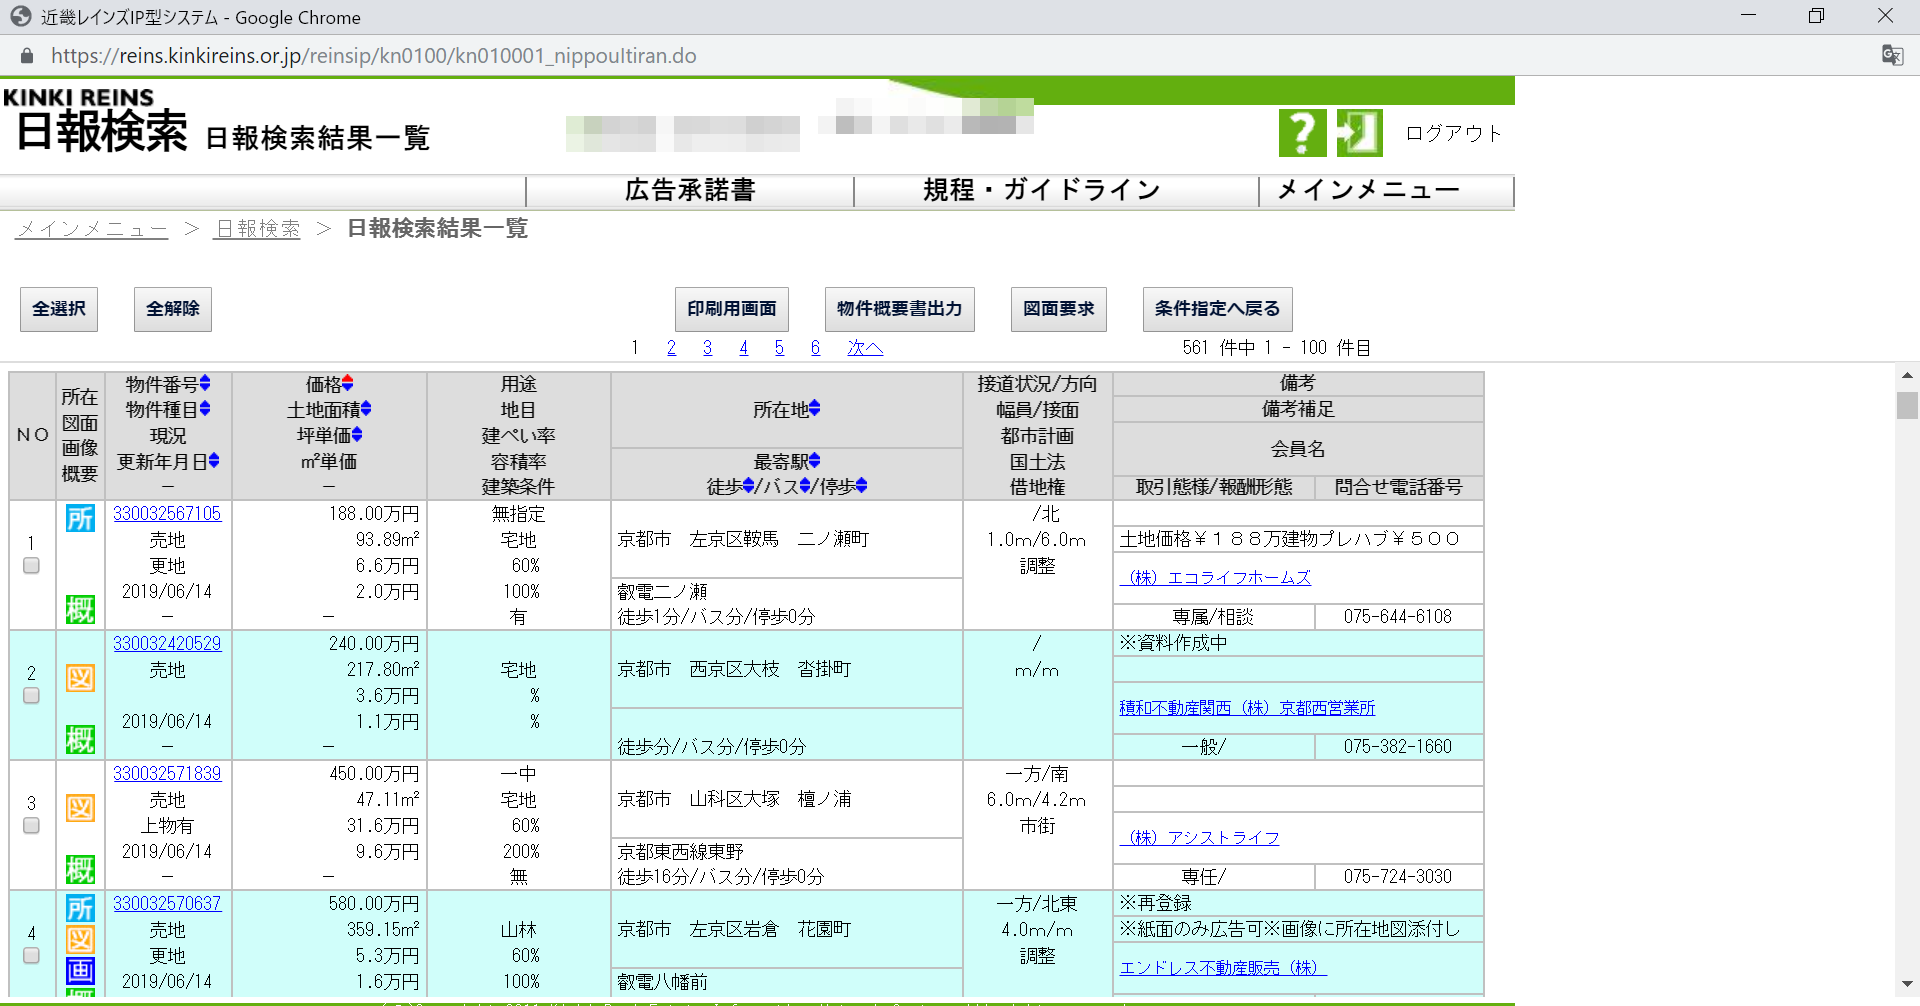 近畿レインズIP型システム - Google Chrome
https://reins.kinkireins.or.jp/reinsip/kn0100/kn010001_nippoultiran.do
KINKI REINS
日報検索 日報検索結果一覧
? ログアウト
広告承諾書 規程・ガイドライン メインメニュー
メインメニュー > 日報検索 > 日報検索結果一覧
全選択 全解除 印刷用画面 物件概要書出力 図面要求 条件指定へ戻る
1 2 3 4 5 6 次へ 561 件中 1 - 100 件目
NO
所在
図面
画像
概要
物件番号
物件種目
現況
更新年月日
－
価格
土地面積
坪単価
㎡単価
－
用途
地目
建ぺい率
容積率
建築条件
所在地
最寄駅
徒歩/バス/停歩
接道状況/方向
幅員/接面
都市計画
国土法
借地権
備考
備考補足
会員名
取引態様/報酬形態 問合せ電話番号
1
所
概
330032567105
売地
更地
2019/06/14
－
188.00万円
93.89㎡
6.6万円
2.0万円
－
無指定
宅地
60%
100%
有
京都市　左京区鞍馬　二ノ瀬町
叡電二ノ瀬
徒歩1分/バス分/停歩0分
/北
1.0m/6.0m
調整
土地価格￥１８８万建物プレハブ￥５００
（株）エコライフホームズ
専属/相談 075-644-6108
2
図
概
330032420529
売地
2019/06/14
－
240.00万円
217.80㎡
3.6万円
1.1万円
－
宅地
%
%
京都市　西京区大枝　沓掛町
徒歩分/バス分/停歩0分
/
m/m
※資料作成中
積和不動産関西（株）京都西営業所
一般/ 075-382-1660
3
図
概
330032571839
売地
上物有
2019/06/14
－
450.00万円
47.11㎡
31.6万円
9.6万円
－
一中
宅地
60%
200%
無
京都市　山科区大塚　檀ノ浦
京都東西線東野
徒歩16分/バス分/停歩0分
一方/南
6.0m/4.2m
市街
（株）アシストライフ
専任/ 075-724-3030
4
所
図
画
330032570637
売地
更地
2019/06/14
580.00万円
359.15㎡
5.3万円
1.6万円
山林
60%
100%
京都市　左京区岩倉　花園町
叡電八幡前
一方/北東
4.0m/m
調整
※再登録
※紙面のみ広告可※画像に所在地図添付し
エンドレス不動産販売（株）